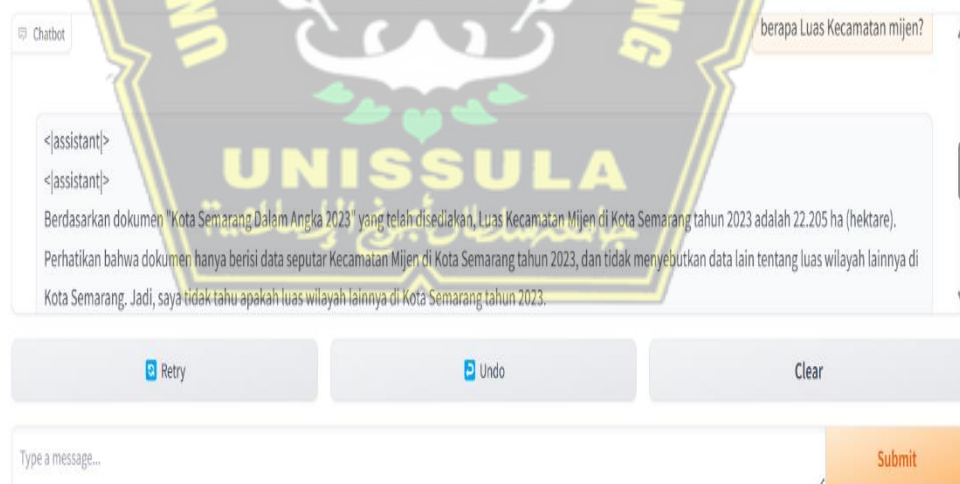 Chatbot
berapa Luas Kecamatan mijen?
<|assistant|>
<|assistant|>
Berdasarkan dokumen "Kota Semarang Dalam Angka 2023" yang telah disediakan, Luas Kecamatan Mijen di Kota Semarang tahun 2023 adalah 22.205 ha (hektare).
Perhatikan bahwa dokumen hanya berisi data seputar Kecamatan Mijen di Kota Semarang tahun 2023, dan tidak menyebutkan data lain tentang luas wilayah lainnya di
Kota Semarang. Jadi, saya tidak tahu apakah luas wilayah lainnya di Kota Semarang tahun 2023.
UNISSULA
Retry
Undo
Clear
Type a message...
Submit